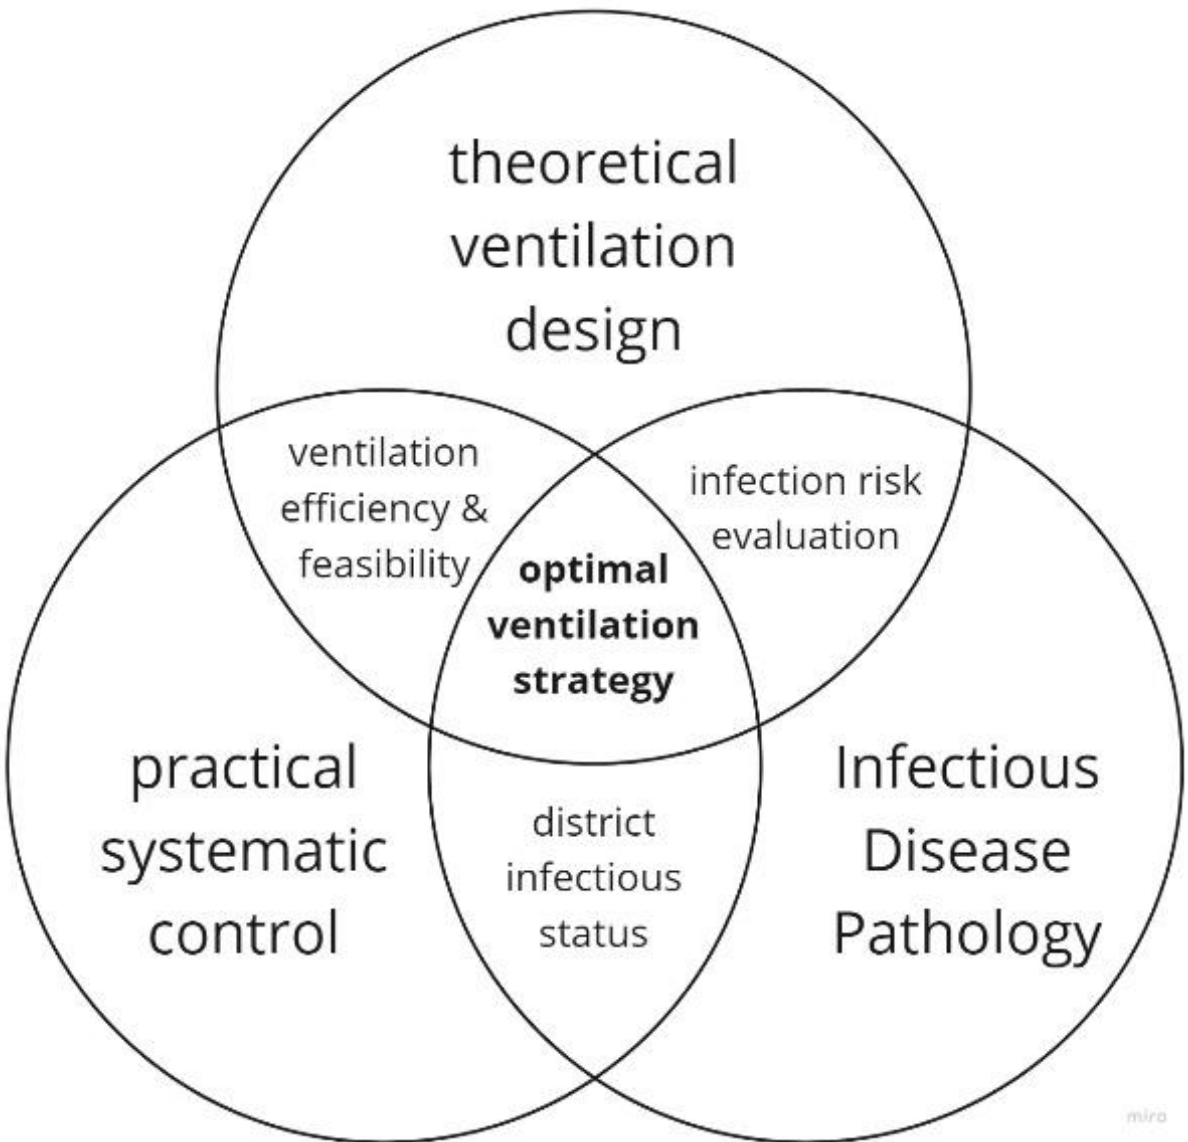 theoretical
ventilation
design
ventilation
efficiency &
feasibility
infection risk
evaluation
optimal
ventilation
strategy
practical
systematic
control
district
infectious
status
Infectious
Disease
Pathology
miro